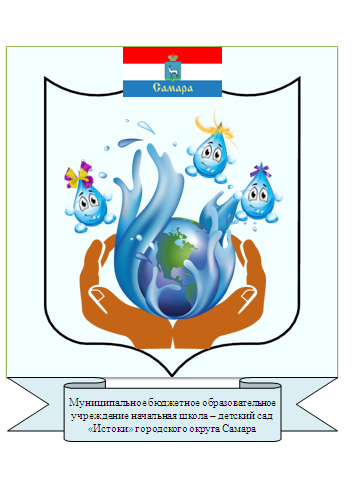 Самара
Муниципальное бюджетное образовательное
учреждение начальная школа – детский сад
«Истоки» городского округа Самара